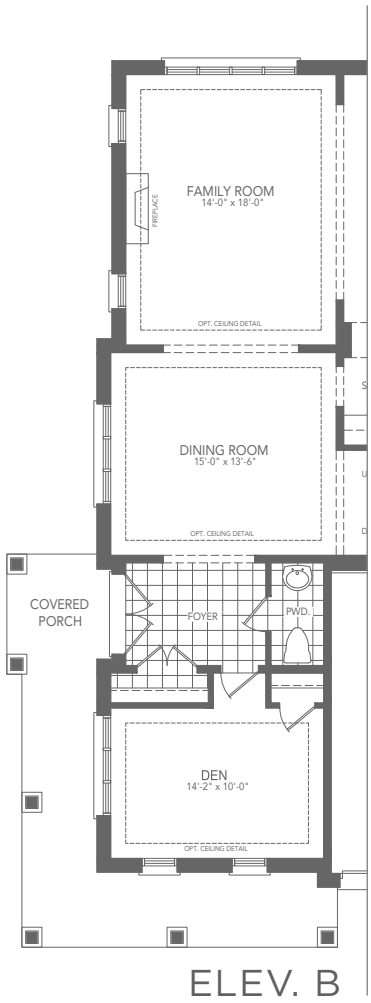 FAMILY ROOM
14'-0" x 18'-0"
FIREPLACE
OPT. CEILING DETAIL
S
DINING ROOM
15'-0" x 13'-6"
U
D
OPT. CEILING DETAIL
COVERED
PORCH
FOYER
PWD.
DEN
14'-2" x 10'-0"
OPT. CEILING DETAIL
ELEV. B